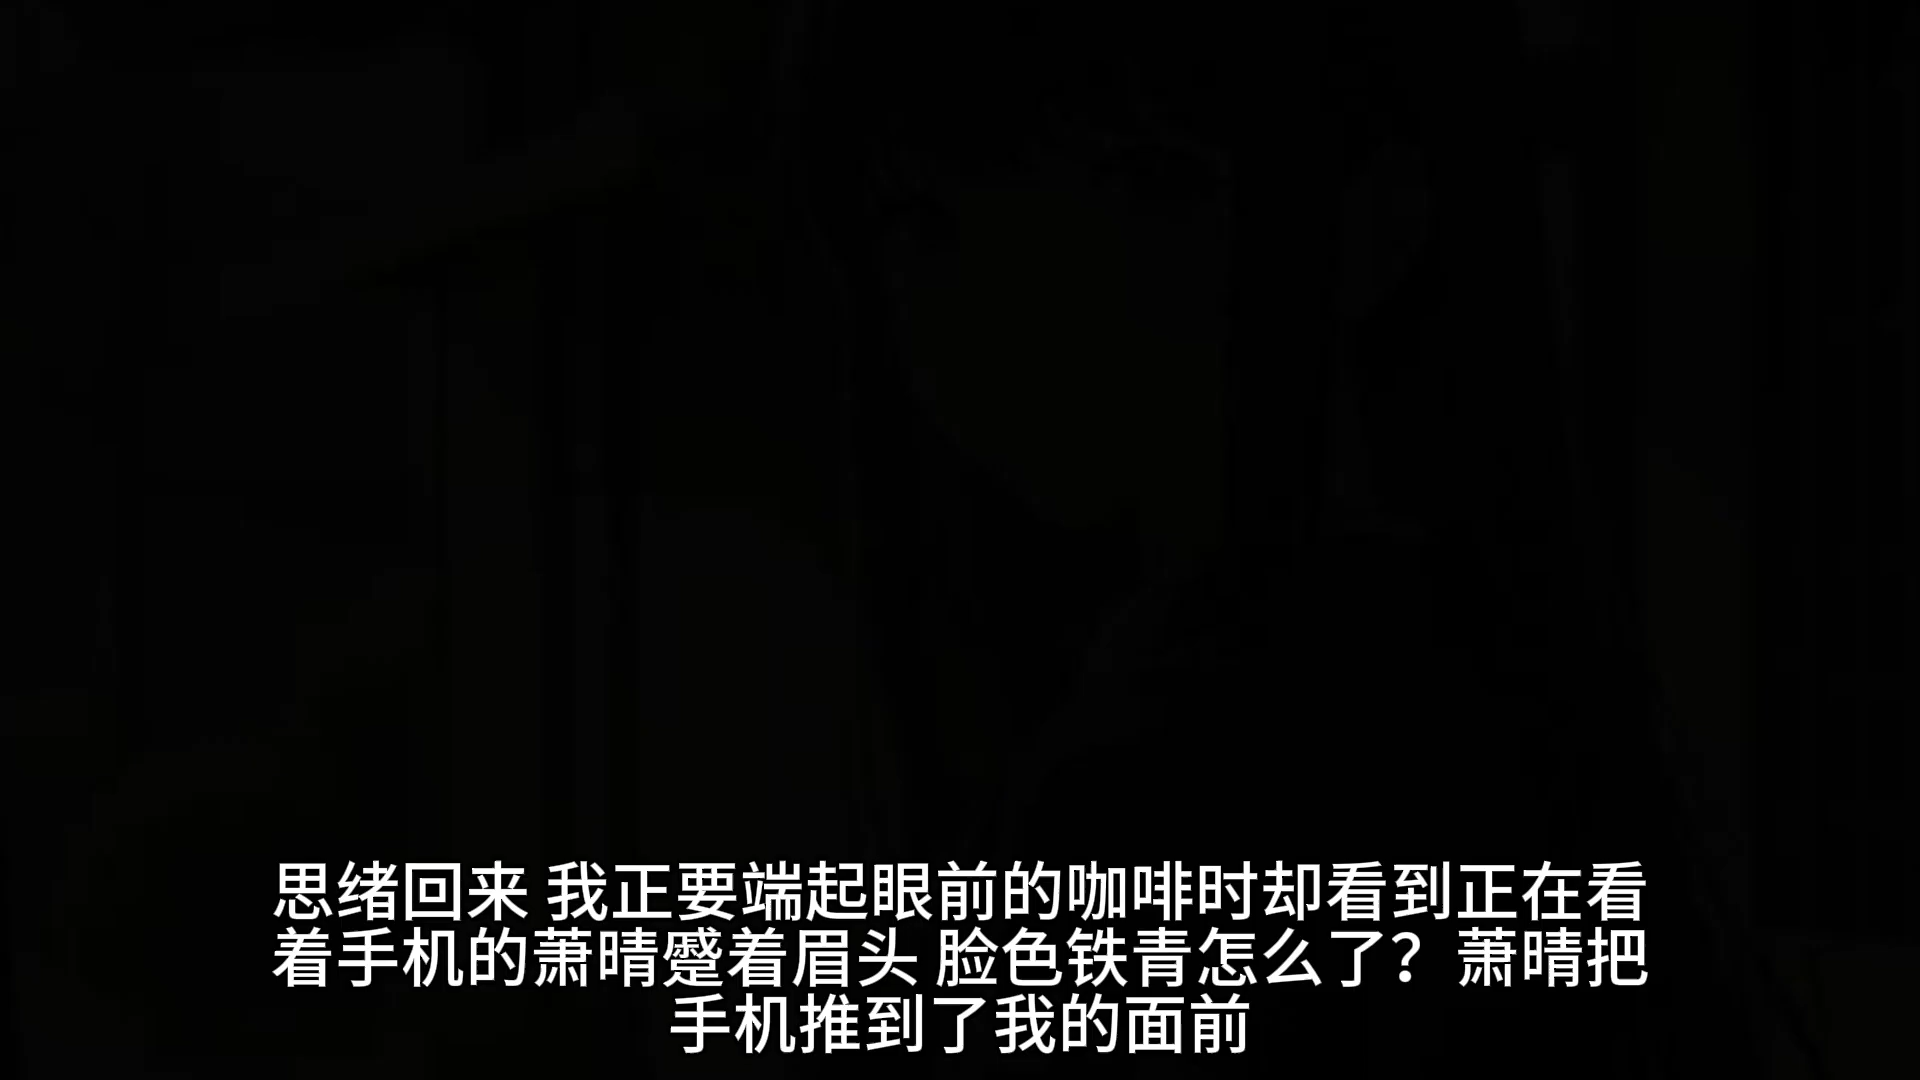 思绪回来 我正要端起眼前的咖啡时却看到正在看
着手机的萧晴蹙着眉头 脸色铁青怎么了？ 萧晴把
手机推到了我的面前